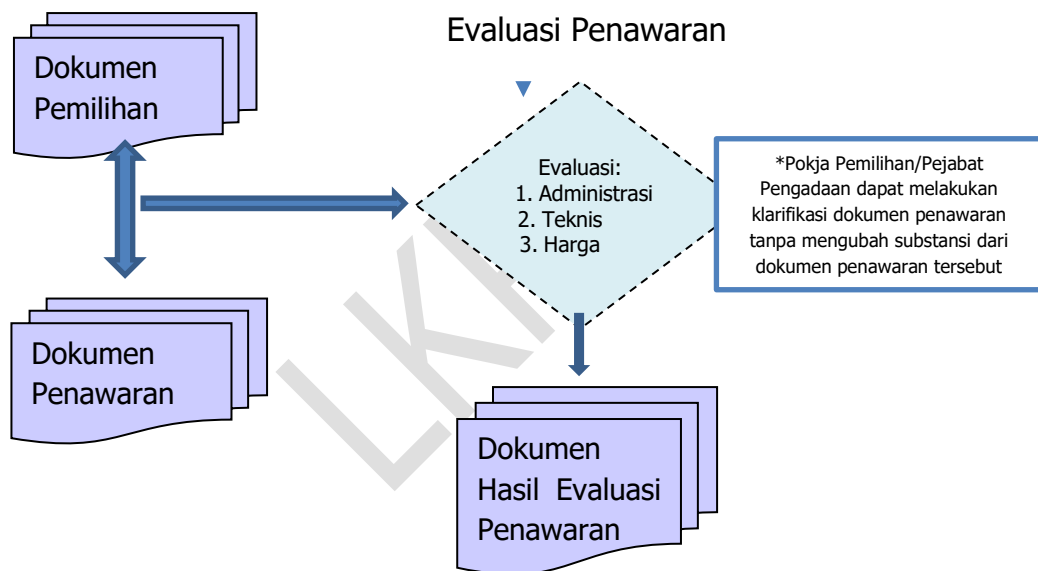 Evaluasi Penawaran
Dokumen
Pemilihan
Evaluasi:
1. Administrasi
2. Teknis
3. Harga
*Pokja Pemilihan/Pejabat
Pengadaan dapat melakukan
klarifikasi dokumen penawaran
tanpa mengubah substansi dari
dokumen penawaran tersebut
Dokumen
Penawaran
Dokumen
Hasil Evaluasi
Penawaran